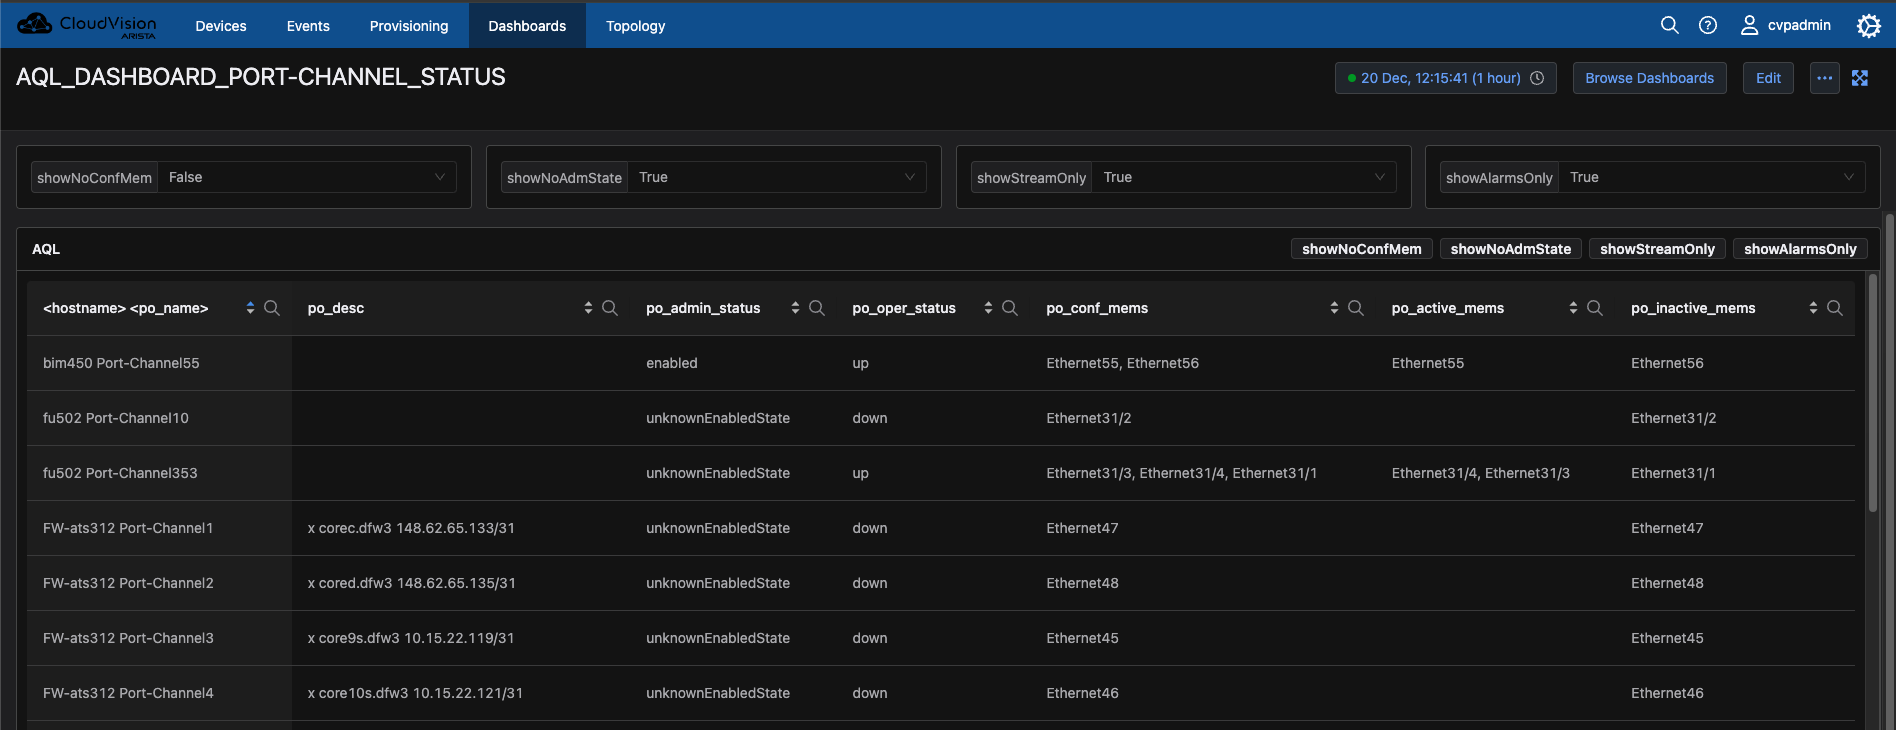 CloudVision
ARISTA
Devices Events Provisioning Dashboards Topology
cvpadmin
AQL_DASHBOARD_PORT-CHANNEL_STATUS
20 Dec, 12:15:41 (1 hour) Browse Dashboards Edit ...
showNoConfMem False showNoAdmState True showStreamOnly True showAlarmsOnly True
AQL showNoConfMem showNoAdmState showStreamOnly showAlarmsOnly
<hostname> <po_name> po_desc po_admin_status po_oper_status po_conf_mems po_active_mems po_inactive_mems
bim450 Port-Channel55 enabled up Ethernet55, Ethernet56 Ethernet55 Ethernet56
fu502 Port-Channel10 unknownEnabledState down Ethernet31/2 Ethernet31/2
fu502 Port-Channel353 unknownEnabledState up Ethernet31/3, Ethernet31/4, Ethernet31/1 Ethernet31/4, Ethernet31/3 Ethernet31/1
FW-ats312 Port-Channel1 x corec.dfw3 148.62.65.133/31 unknownEnabledState down Ethernet47 Ethernet47
FW-ats312 Port-Channel2 x cored.dfw3 148.62.65.135/31 unknownEnabledState down Ethernet48 Ethernet48
FW-ats312 Port-Channel3 x core9s.dfw3 10.15.22.119/31 unknownEnabledState down Ethernet45 Ethernet45
FW-ats312 Port-Channel4 x core10s.dfw3 10.15.22.121/31 unknownEnabledState down Ethernet46 Ethernet46